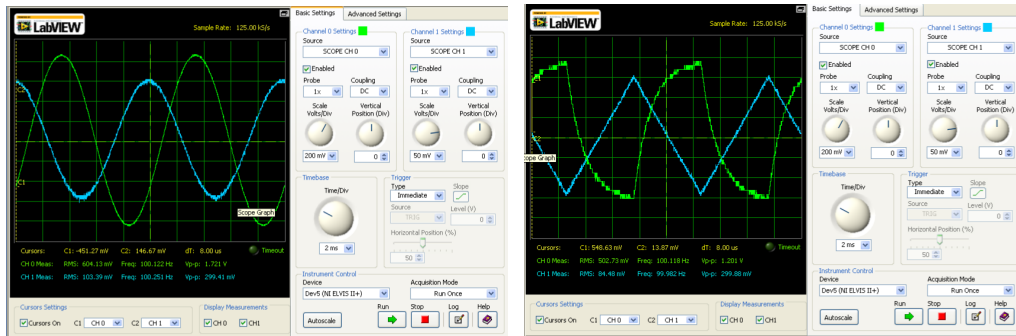 LabVIEW
Sample Rate: 125.00 kS/s
C2
C1
Scope Graph
Cursors: C1: -451.27 mV C2: 146.67 mV dT: 8.00 us Timeout
CH 0 Meas: RMS: 604.13 mV Freq: 100.122 Hz Vp-p: 1.721 V
CH 1 Meas: RMS: 103.39 mV Freq: 100.251 Hz Vp-p: 299.41 mV
Cursors Settings
Cursors On C1 CH 0 C2 CH 1
Display Measurements
CH 0 CH1
Basic Settings Advanced Settings
Channel 0 Settings Channel 1 Settings
Source Source
SCOPE CH 0 SCOPE CH 1
Enabled Enabled
Probe Coupling Probe Coupling
1x DC 1x DC
Scale Vertical Scale Vertical
Volts/Div Position (Div) Volts/Div Position (Div)
200 mV 0 50 mV 0
Timebase Trigger
Time/Div
Type Slope
Immediate
Source Level (V)
TRIG 0
Horizontal Position (%)
2 ms 50
Instrument Control
Device Acquisition Mode
Dev5 (NI ELVIS II+) Run Once
Run Stop Log Help
Autoscale
LabVIEW
Sample Rate: 125.00 kS/s
C1
C2
cope Graph
Cursors: C1: 548.63 mV C2: 13.87 mV dT: 8.00 us Timeout
CH 0 Meas: RMS: 502.73 mV Freq: 100.118 Hz Vp-p: 1.201 V
CH 1 Meas: RMS: 84.48 mV Freq: 99.982 Hz Vp-p: 299.88 mV
Cursors Settings
Cursors On C1 CH 0 C2 CH 1
Display Measurements
CH 0 CH1
Basic Settings Advanced Settings
Channel 0 Settings Channel 1 Settings
Source Source
SCOPE CH 0 SCOPE CH 1
Enabled Enabled
Probe Coupling Probe Coupling
1x DC 1x DC
Scale Vertical Scale Vertical
Volts/Div Position (Div) Volts/Div Position (Div)
200 mV 0 50 mV 0
Timebase Trigger
Time/Div
Type Slope
Immediate
Source Level (V)
TRIG 0
Horizontal Position (%)
2 ms 50
Instrument Control
Device Acquisition Mode
Dev5 (NI ELVIS II+) Run Once
Run Stop Log Help
Autoscale